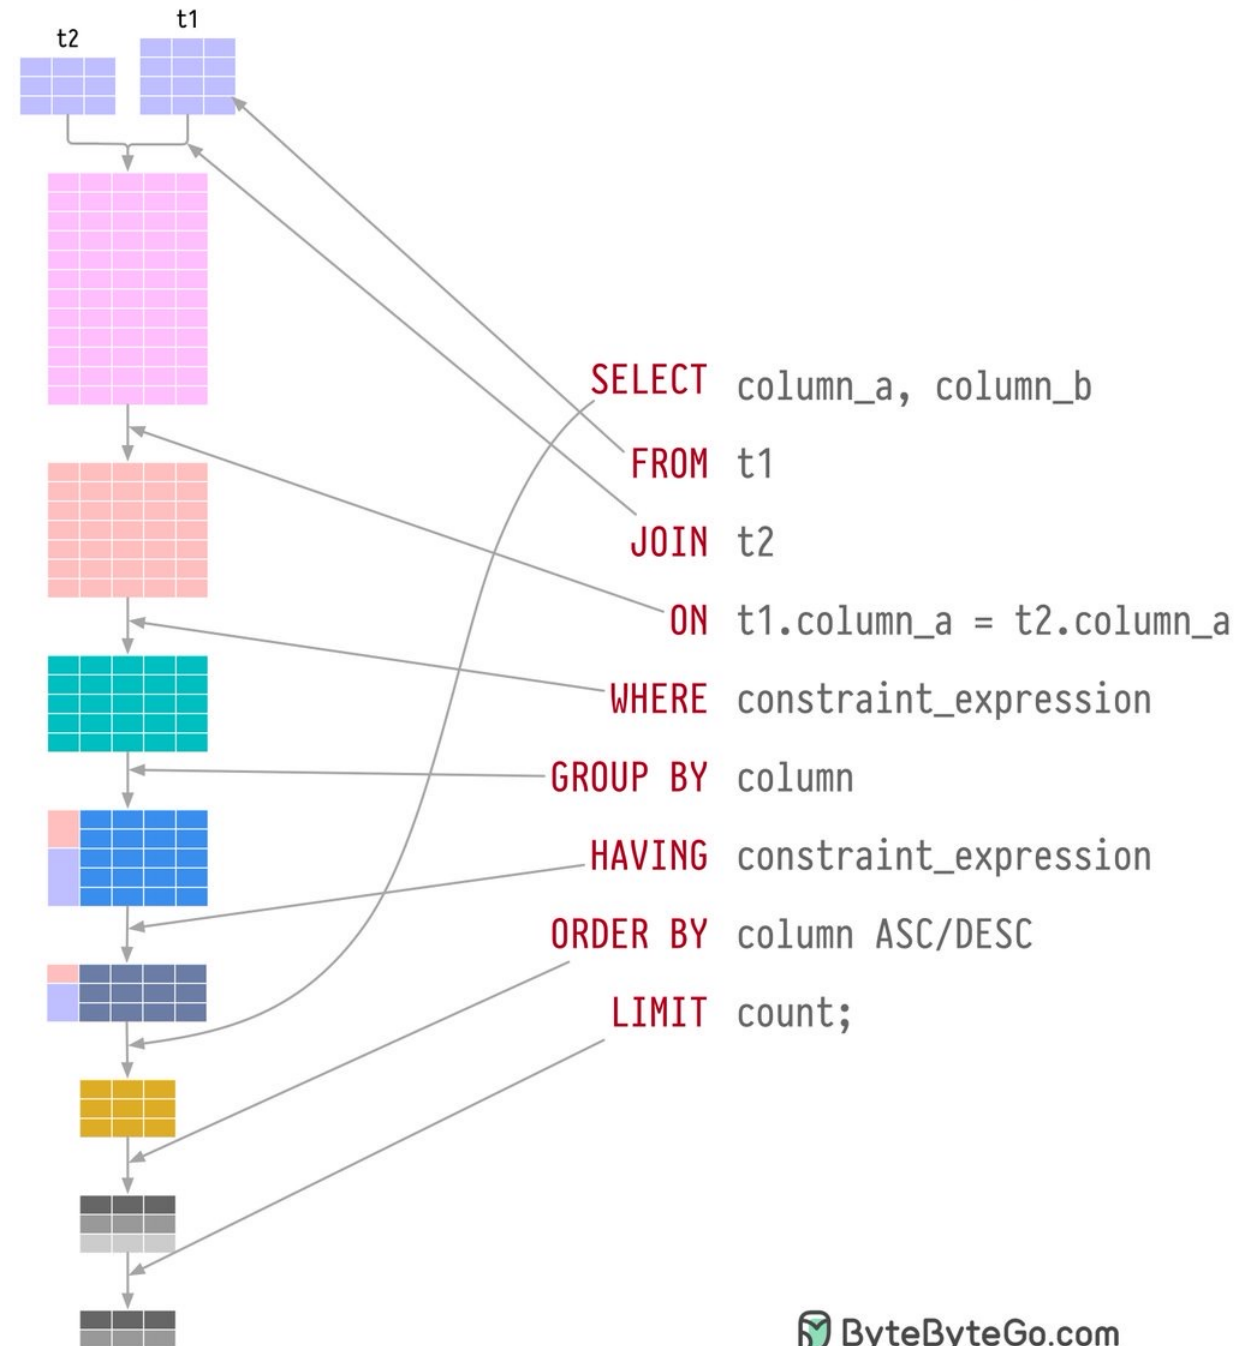 t2
t1
SELECT column_a, column_b
FROM t1
JOIN t2
ON t1.column_a = t2.column_a
WHERE constraint_expression
GROUP BY column
HAVING constraint_expression
ORDER BY column ASC/DESC
LIMIT count;
ByteByteGo.com